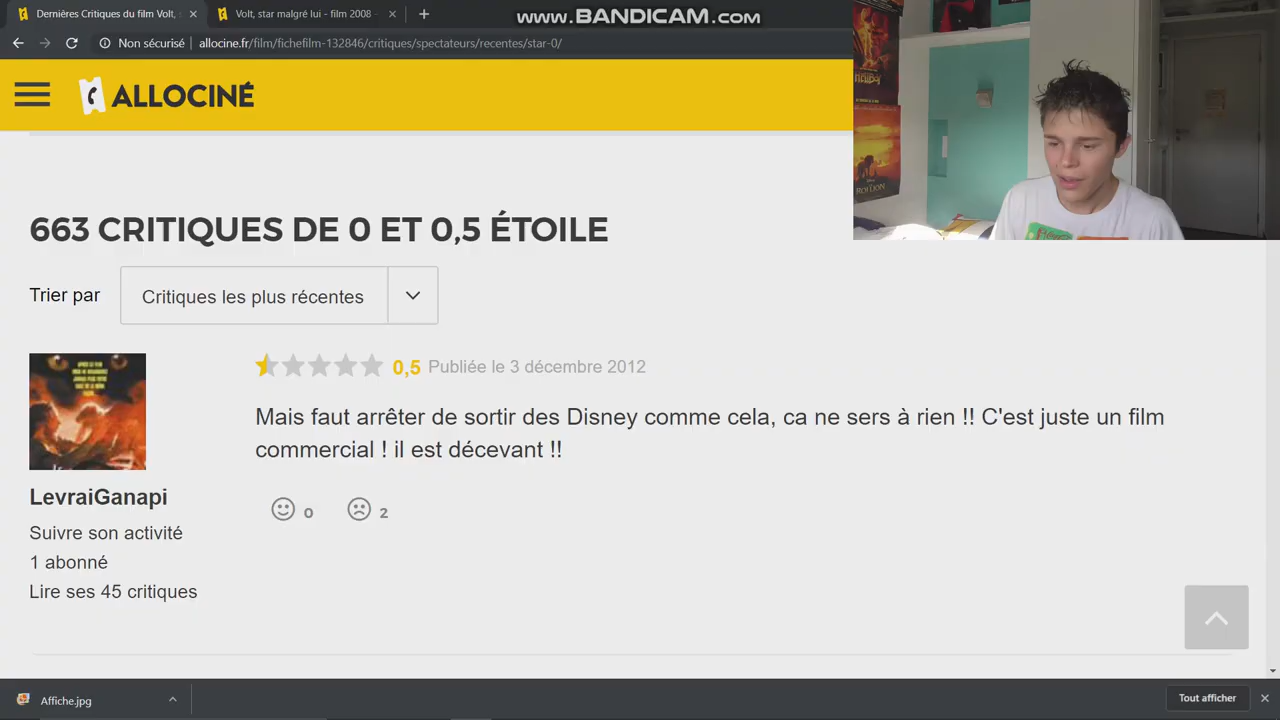 Dernières Critiques du film Volt,
Volt, star malgré lui - film 2008
www.BANDICAM.com
Non sécurisé
allocine.fr/film/fichefilm-132846/critiques/spectateurs/recentes/star-0/
HELLBOY
ROI LION
ALLOCINÉ
663 CRITIQUES DE 0 ET 0,5 ÉTOILE
Trier par
Critiques les plus récentes
0,5 Publiée le 3 décembre 2012
Mais faut arrêter de sortir des Disney comme cela, ca ne sers à rien !! C'est juste un film
commercial ! il est décevant !!
0
2
LevraiGanapi
Suivre son activité
1 abonné
Lire ses 45 critiques
Affiche.jpg
Tout afficher